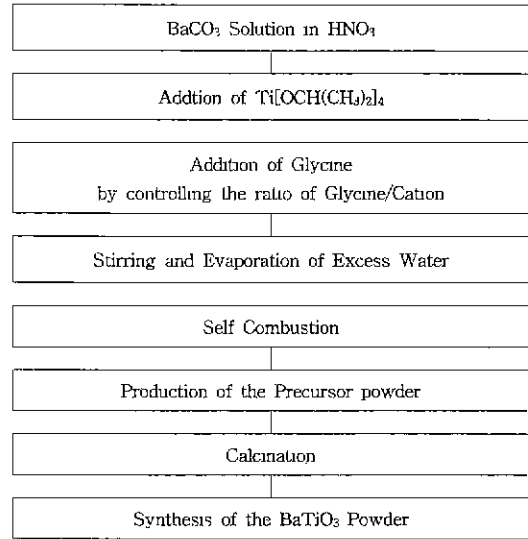 BaCO₃ Solution in HNO₃
Addtion of Ti[OCH(CH₃)₂]₄
Addition of Glycine
by controlling the ratio of Glycine/Cation
Stirring and Evaporation of Excess Water
Self Combustion
Production of the Precursor powder
Calcination
Synthesis of the BaTiO₃ Powder